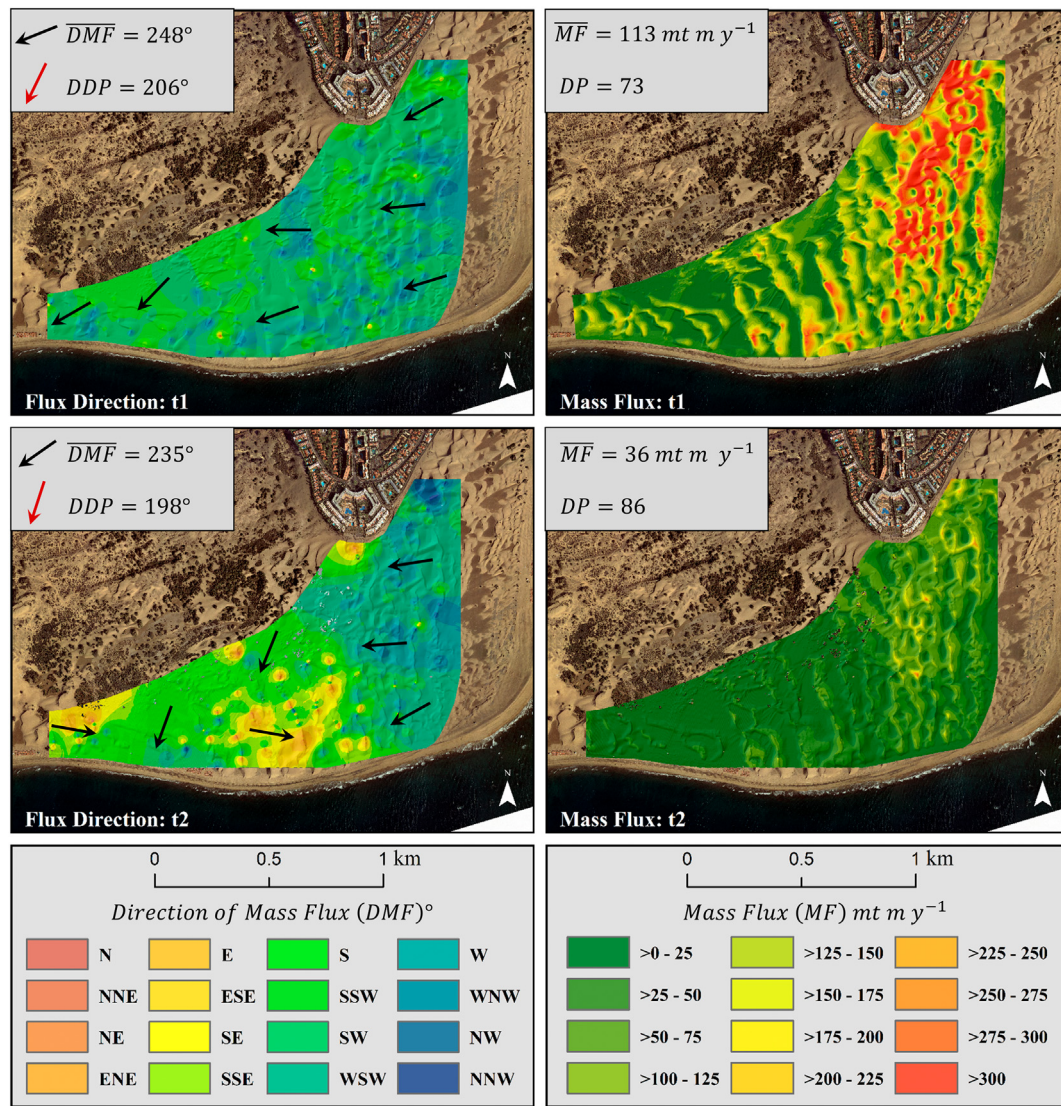 DMF = 248°
DDP = 206°
N
Flux Direction: t1
MF = 113 mt m y⁻¹
DP = 73
N
Mass Flux: t1
DMF = 235°
DDP = 198°
N
Flux Direction: t2
MF = 36 mt m y⁻¹
DP = 86
N
Mass Flux: t2
0 0.5 1 km
Direction of Mass Flux (DMF)°
N E S W
NNE ESE SSW WNW
NE SE SW NW
ENE SSE WSW NNW
0 0.5 1 km
Mass Flux (MF) mt m y⁻¹
>0 - 25 >125 - 150 >225 - 250
>25 - 50 >150 - 175 >250 - 275
>50 - 75 >175 - 200 >275 - 300
>100 - 125 >200 - 225 >300